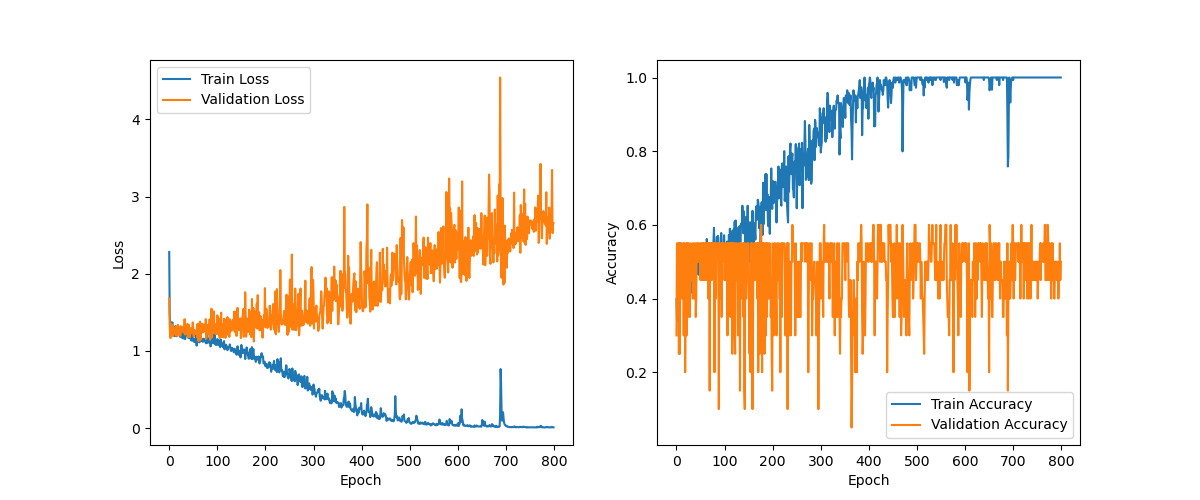 Train Loss
Validation Loss
4
3
2
1
0
Loss
0 100 200 300 400 500 600 700 800
Epoch
1.0
0.8
0.6
0.4
0.2
Accuracy
Train Accuracy
Validation Accuracy
0 100 200 300 400 500 600 700 800
Epoch